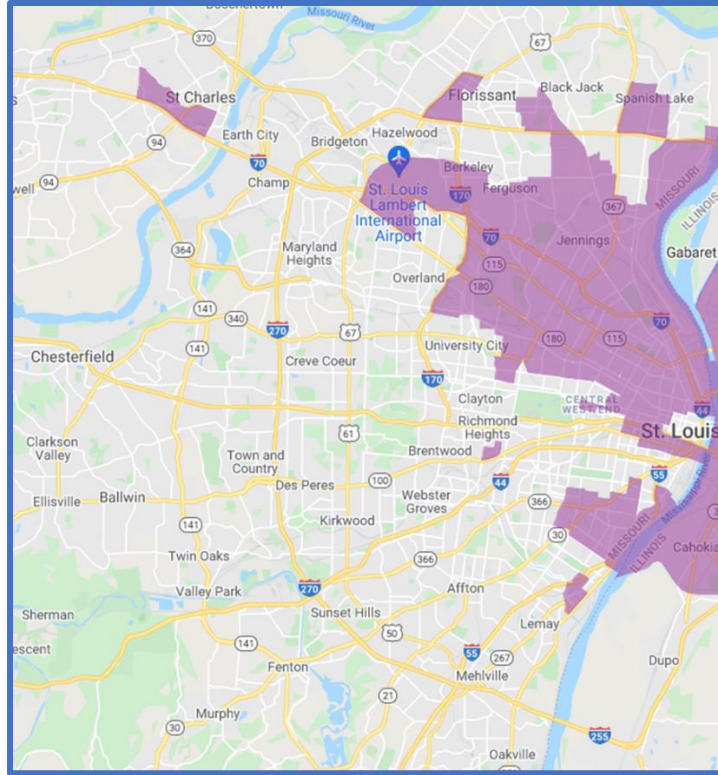 MISSOURI River
370
67
Black Jack
St Charles
Florissant
Spanish Lake
Earth City
Hazelwood
Bridgeton
94
70
Berkeley
94
Champ
St. Louis
Lambert
International
Airport
170
Ferguson
MISSOURI
ILLINOIS
367
364
Maryland
Heights
70
Jennings
Gabaret
Overland
115
180
141
340
270
67
70
141
University City
180
115
Chesterfield
Creve Coeur
170
Clayton
CENTRAL
WEST END
44
61
Richmond
Heights
St. Louis
Clarkson
Valley
Town and
Country
Brentwood
55
Des Peres
100
44
Ellisville
Ballwin
Webster
Groves
366
Mississippi River
141
Kirkwood
30
MISSOURI
ILLINOIS
Cahokia
Twin Oaks
366
Valley Park
270
Affton
Sherman
Sunset Hills
Lemay
escent
141
50
55
267
Dupo
Fenton
Mehlville
21
Murphy
30
255
Oakville